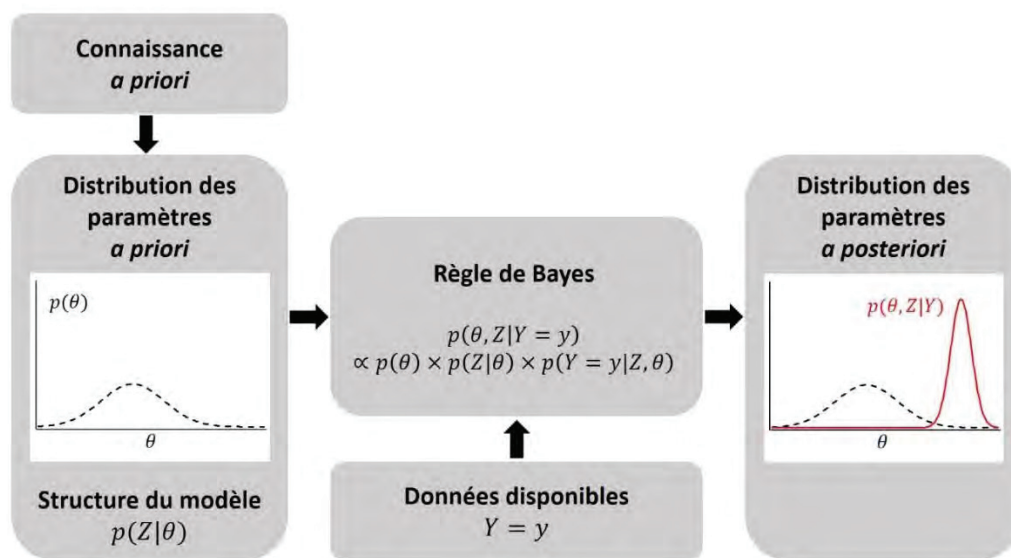 Connaissance
a priori
Distribution des
paramètres
a priori
p(θ)
θ
Structure du modèle
p(Z|θ)
Règle de Bayes
p(θ, Z|Y = y)
∝ p(θ) × p(Z|θ) × p(Y = y|Z, θ)
Données disponibles
Y = y
Distribution des
paramètres
a posteriori
p(θ, Z|Y)
θ